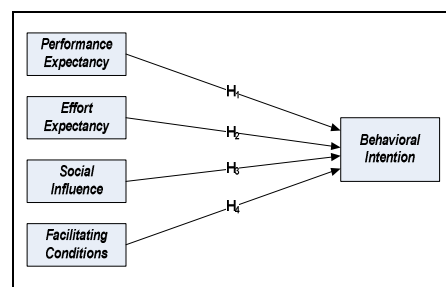 Performance
Expectancy
H1
Effort
Expectancy
H2
Behavioral
Intention
Social
Influence
H3
Facilitating
Conditions
H4